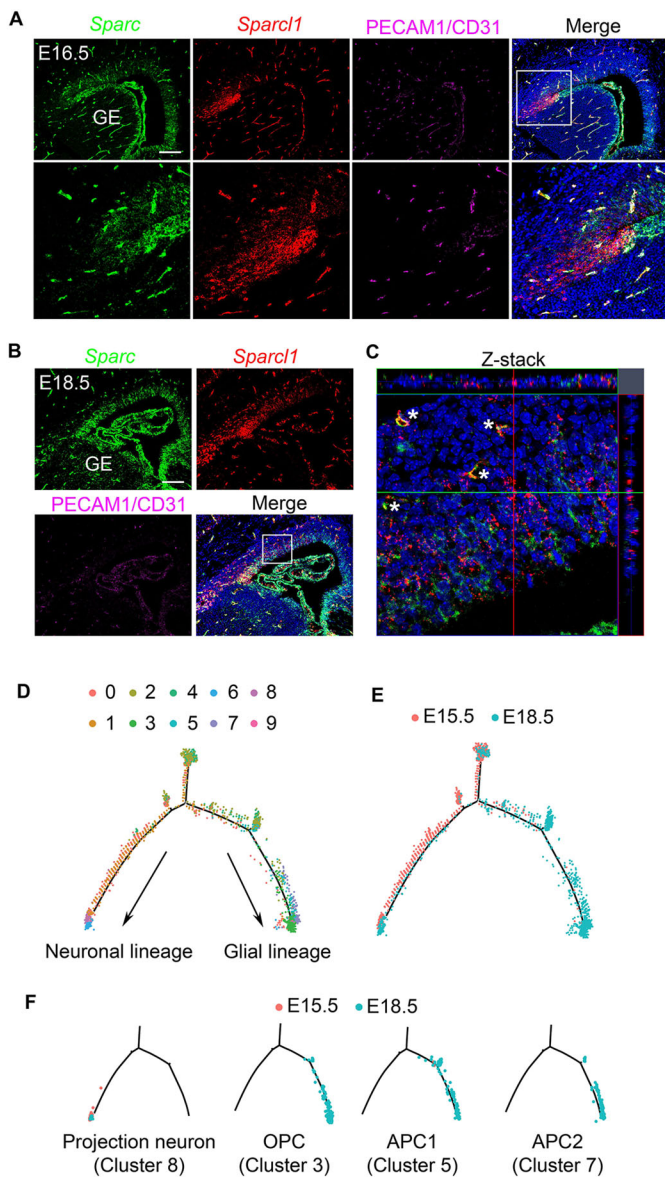 A
Sparc Sparcl1 PECAM1/CD31 Merge
E16.5
GE
B
Sparc Sparcl1
E18.5
GE
PECAM1/CD31 Merge
C
Z-stack
*
*
*
*
D
0 2 4 6 8
1 3 5 7 9
Neuronal lineage Glial lineage
E
E15.5 E18.5
F
E15.5 E18.5
Projection neuron (Cluster 8)
OPC (Cluster 3)
APC1 (Cluster 5)
APC2 (Cluster 7)